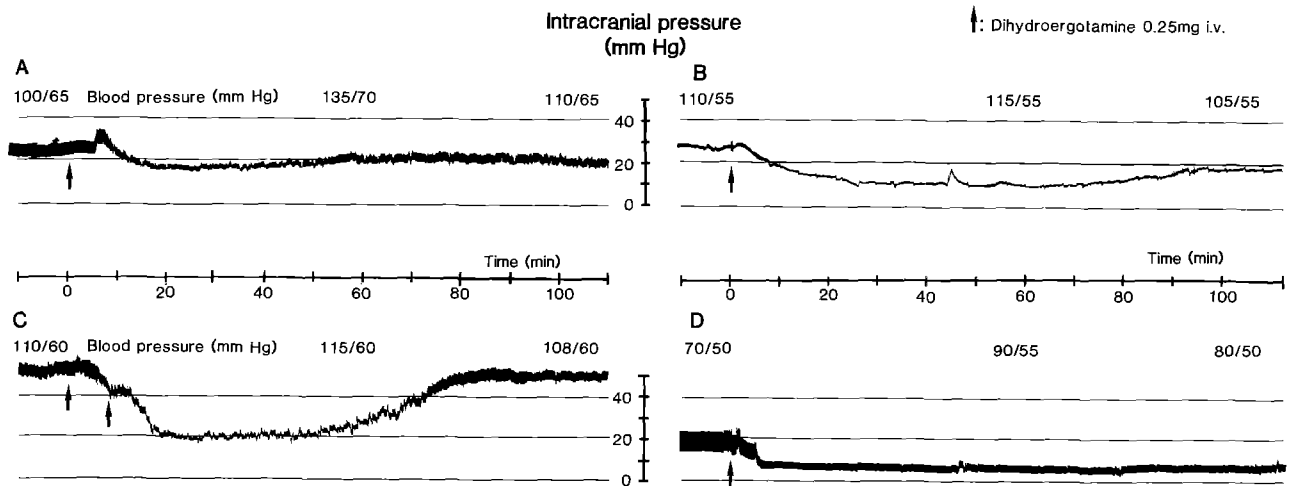 Intracranial pressure
(mm Hg)
: Dihydroergotamine 0.25mg i.v.
A
100/65 Blood pressure (mm Hg) 135/70 110/65
40
20
0
B
110/55 115/55 105/55
Time (min)
0 20 40 60 80 100
Time (min)
0 20 40 60 80 100
C
110/60 Blood pressure (mm Hg) 115/60 108/60
40
20
0
D
70/50 90/55 80/50